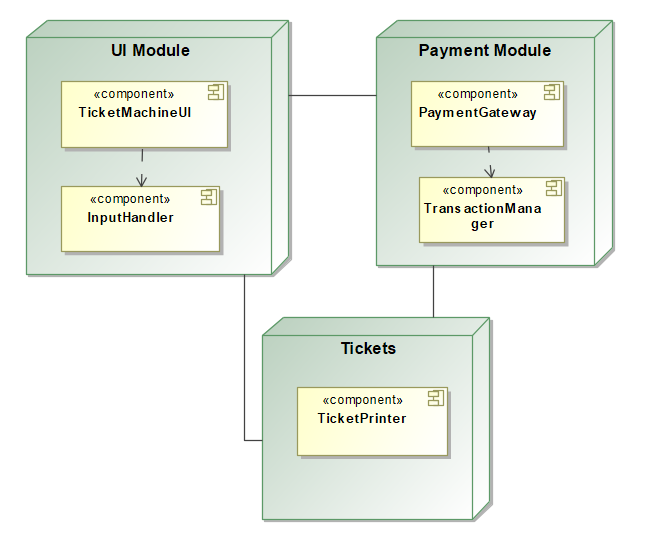 UI Module
«component»
TicketMachineUI
«component»
InputHandler
Payment Module
«component»
PaymentGateway
«component»
TransactionMana
ger
Tickets
«component»
TicketPrinter